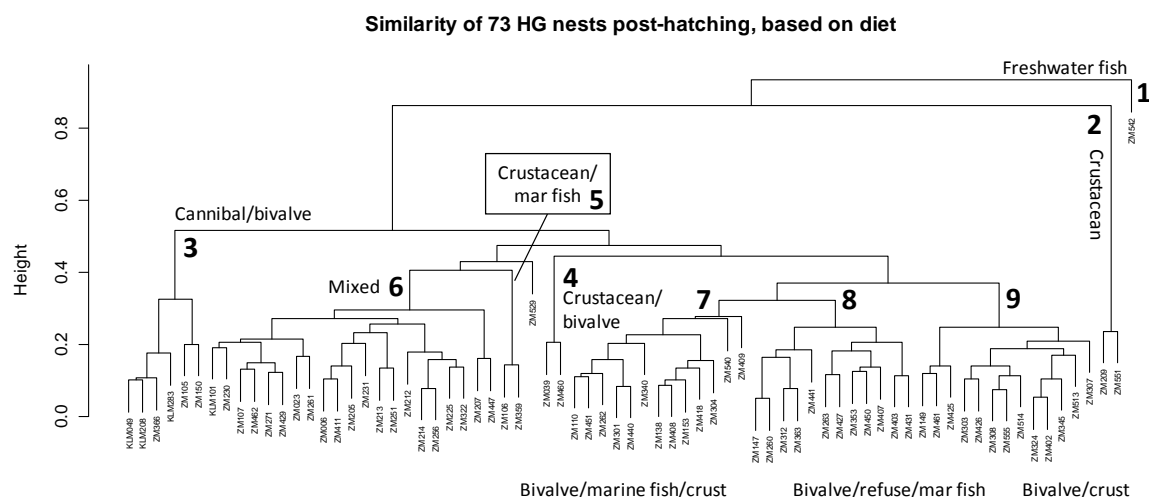 Similarity of 73 HG nests post-hatching, based on diet
Freshwater fish
1
2
Crustacean
ZM542
Crustacean/
mar fish 5
Cannibal/bivalve
3
Mixed 6
4
Crustacean/
bivalve
7
8
9
Height
0.0
0.2
0.4
0.6
0.8
KLM049
KLM208
ZM366
KLM283
ZM105
ZM150
KLM101
ZM230
ZM107
ZM462
ZM271
ZM429
ZM023
ZM261
ZM006
ZM411
ZM205
ZM231
ZM213
ZM251
ZM212
ZM214
ZM256
ZM225
ZM322
ZM207
ZM447
ZM106
ZM359
ZM529
ZM039
ZM460
ZM110
ZM451
ZM262
ZM301
ZM440
ZM340
ZM138
ZM408
ZM153
ZM418
ZM304
ZM540
ZM409
ZM147
ZM260
ZM312
ZM363
ZM441
ZM263
ZM427
ZM353
ZM450
ZM407
ZM403
ZM431
ZM149
ZM461
ZM425
ZM303
ZM426
ZM308
ZM555
ZM514
ZM324
ZM402
ZM345
ZM513
ZM307
ZM209
ZM551
Bivalve/marine fish/crust
Bivalve/refuse/mar fish
Bivalve/crust